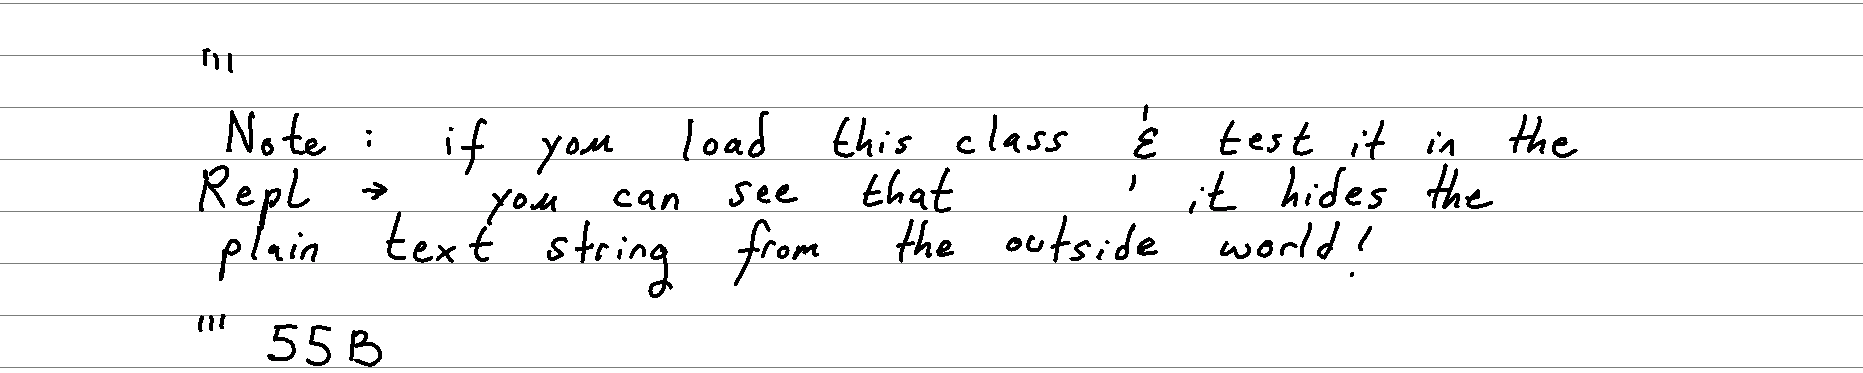 '''
Note : if you load this class & test it in the
Repl → you can see that ' it hides the
plain text string from the outside world!
''' 55B